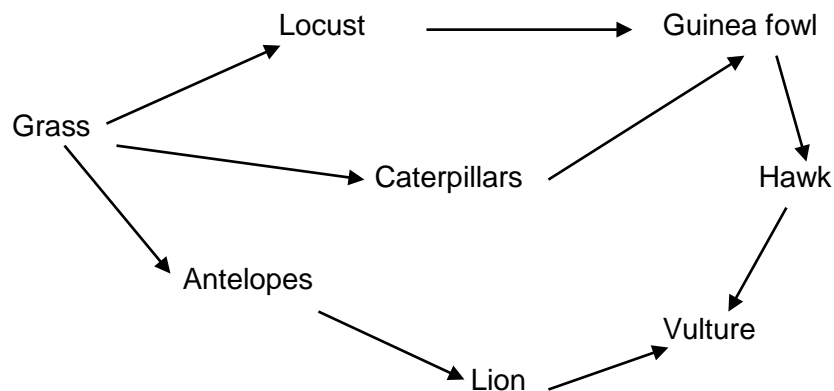 Locust Guinea fowl
Grass
Caterpillars Hawk
Antelopes
Vulture
Lion